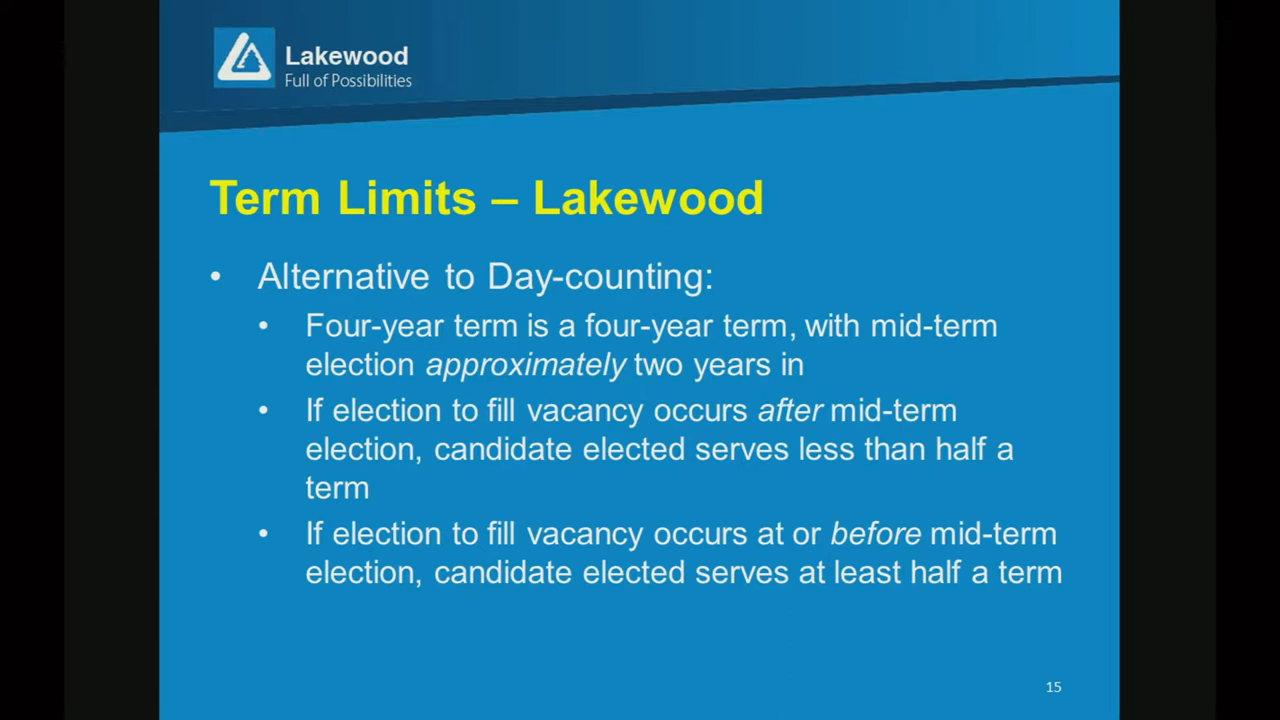 Lakewood
Full of Possibilities
Term Limits – Lakewood
• Alternative to Day-counting:
• Four-year term is a four-year term, with mid-term
election approximately two years in
• If election to fill vacancy occurs after mid-term
election, candidate elected serves less than half a
term
• If election to fill vacancy occurs at or before mid-term
election, candidate elected serves at least half a term
15